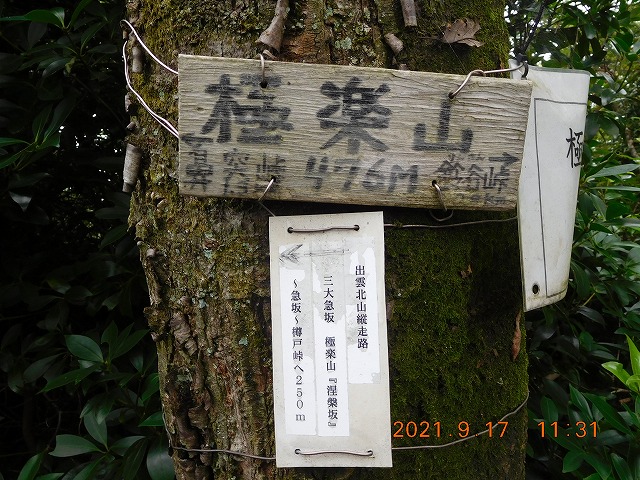 極楽山
突峠 476M 鈴谷峠
極
出雲北山縦走路
三大急坂 極楽山『涅槃坂』
~急坂~樽戸峠へ250m
2021. 9.17 11:31